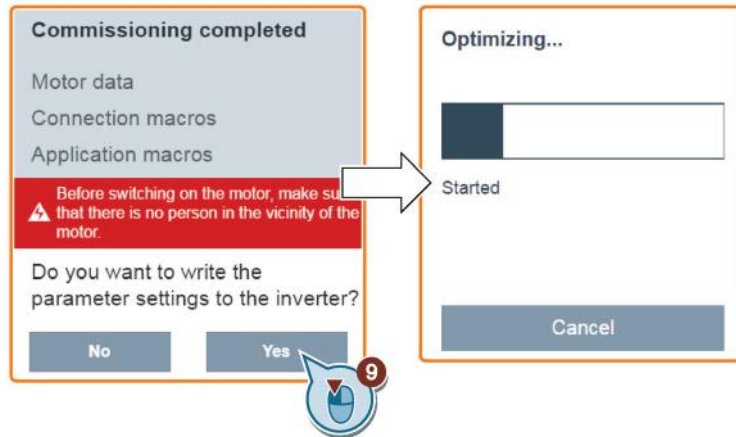 Commissioning completed
Motor data
Connection macros
Application macros
Before switching on the motor, make su
that there is no person in the vicinity of the
motor.
Do you want to write the
parameter settings to the inverter?
No
Yes
9
Optimizing...
Started
Cancel